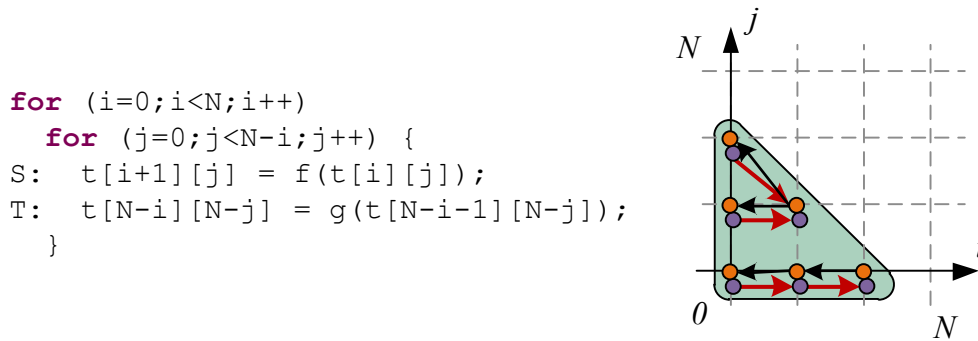 for (i=0;i<N;i++)
  for (j=0;j<N-i;j++) {
S:  t[i+1][j] = f(t[i][j]);
T:  t[N-i][N-j] = g(t[N-i-1][N-j]);
  }
j
N
0
N